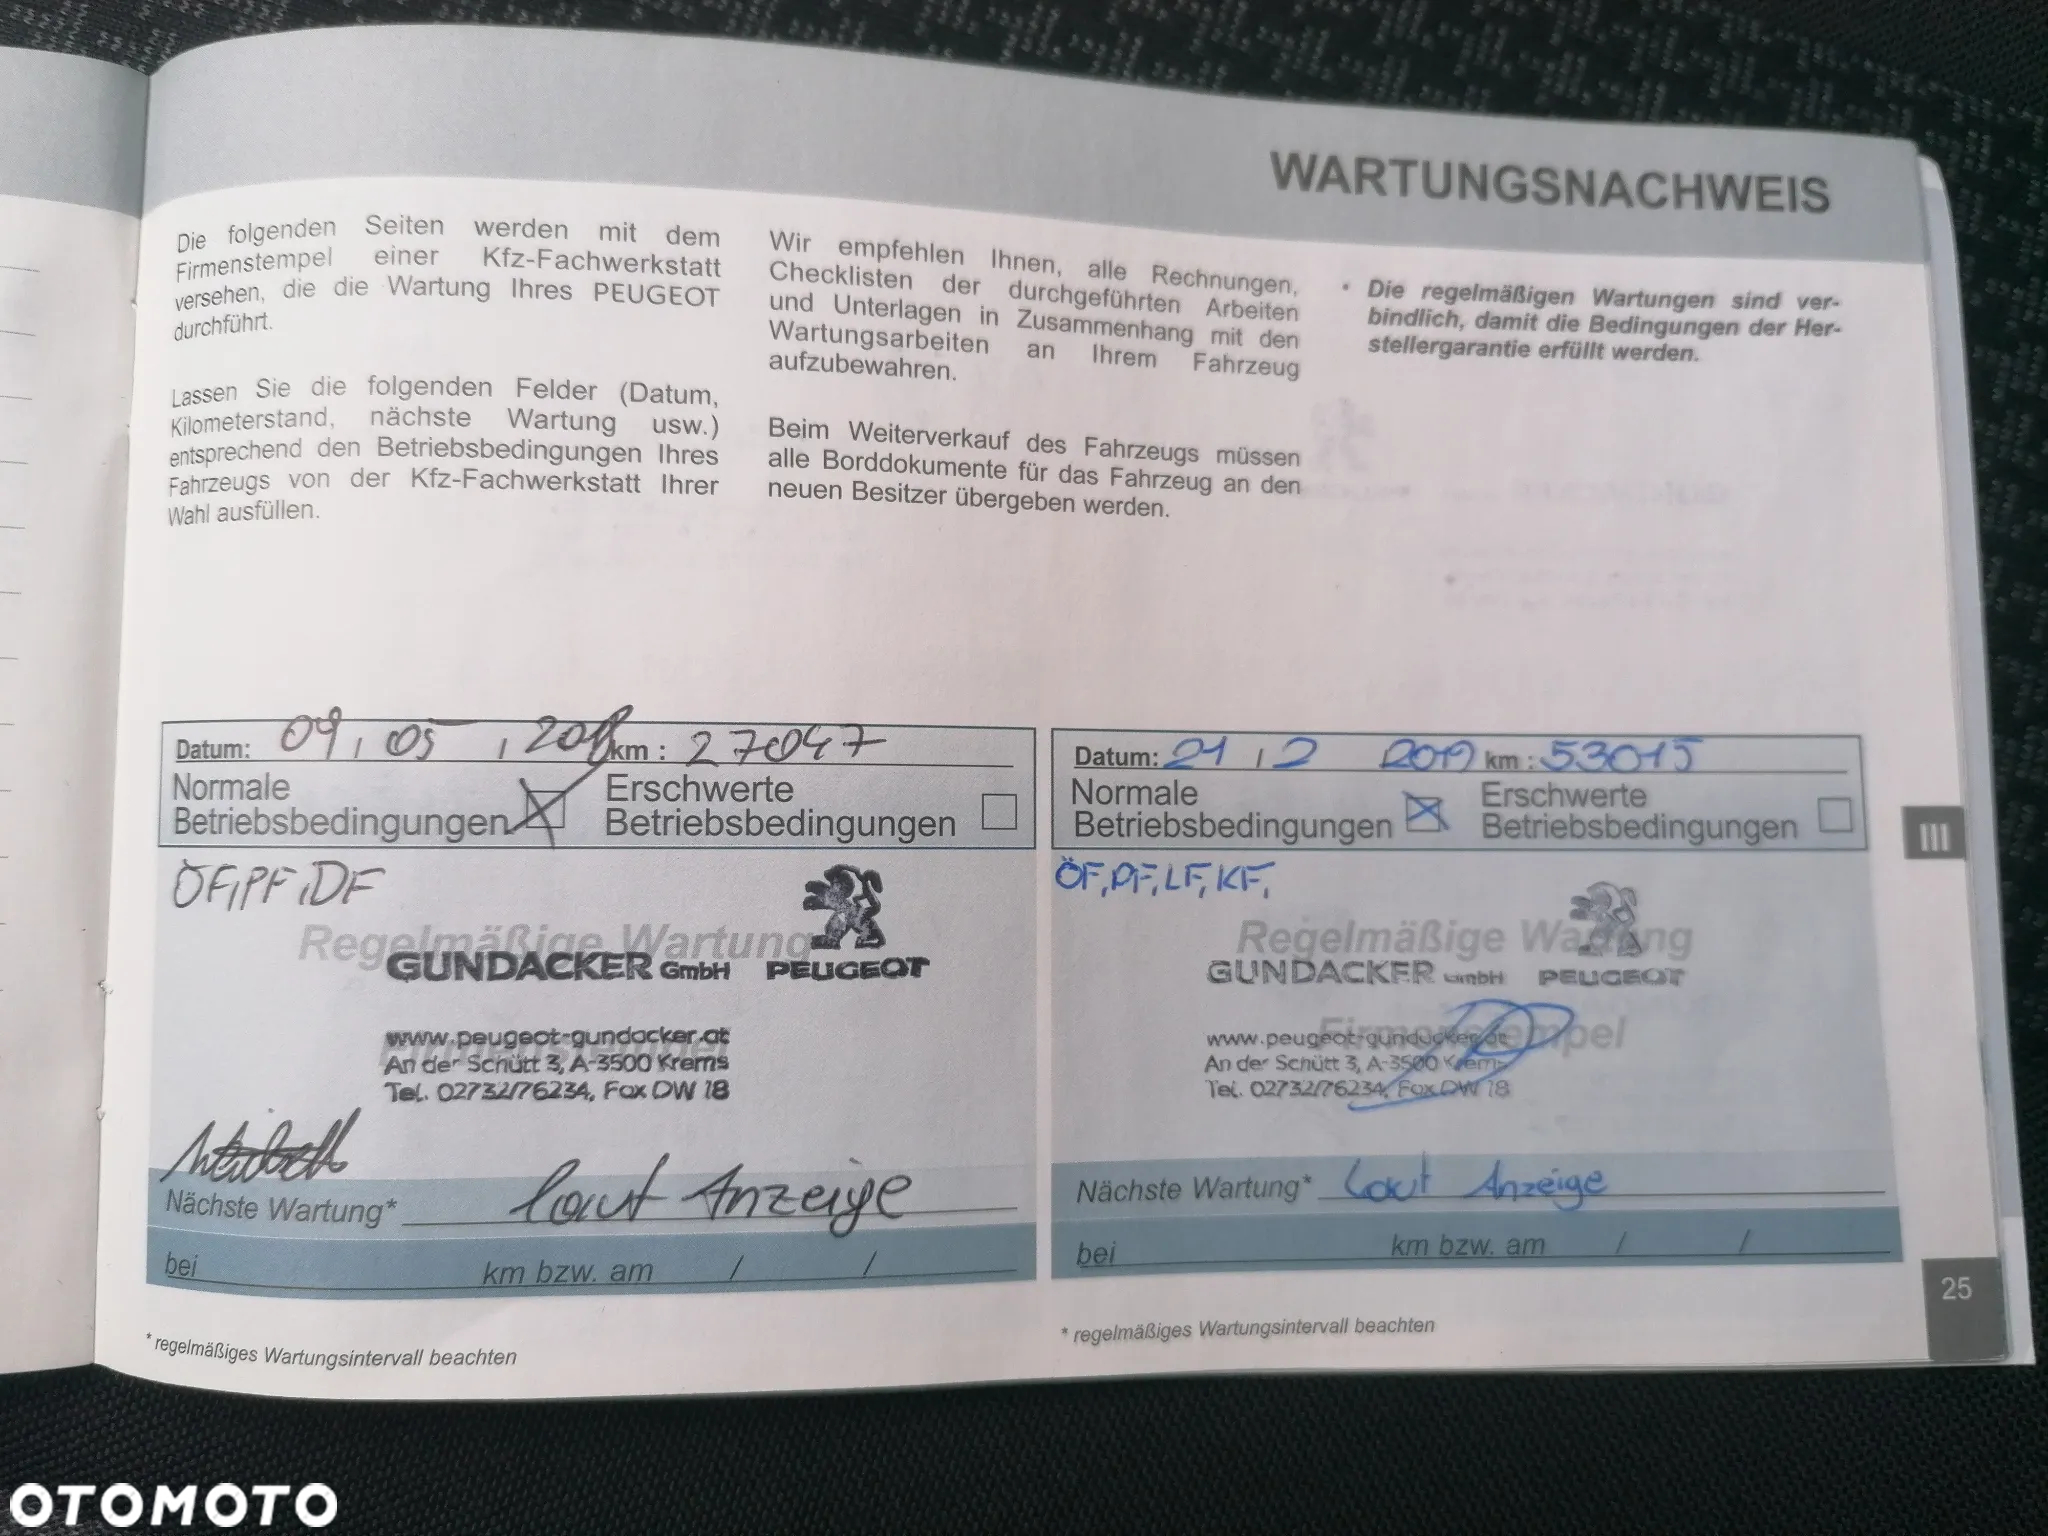 WARTUNGSNACHWEIS
Die folgenden Seiten werden mit dem
Firmenstempel einer Kfz-Fachwerkstatt
versehen, die die Wartung Ihres PEUGEOT
durchführt.
Lassen Sie die folgenden Felder (Datum,
Kilometerstand, nächste Wartung usw.)
entsprechend den Betriebsbedingungen Ihres
Fahrzeugs von der Kfz-Fachwerkstatt Ihrer
Wahl ausfüllen.
Wir empfehlen Ihnen, alle Rechnungen,
Checklisten der durchgeführten Arbeiten
und Unterlagen in Zusammenhang mit den
Wartungsarbeiten an Ihrem Fahrzeug
aufzubewahren.
Beim Weiterverkauf des Fahrzeugs müssen
alle Borddokumente für das Fahrzeug an den
neuen Besitzer übergeben werden.
• Die regelmäßigen Wartungen sind ver-
bindlich, damit die Bedingungen der Her-
stellergarantie erfüllt werden.
Datum: 09 , 05 , 2018 km : 27047
Normale
Betriebsbedingungen
Erschwerte
Betriebsbedingungen
ÖF, PF, DF
Regelmäßige Wartung
GUNDACKER GmbH PEUGEOT
www.peugeot-gundacker.at
An der Schütt 3, A-3500 Krems
Tel. 02732/76234, Fax DW 18
Nächste Wartung* laut Anzeige
bei km bzw. am / /
* regelmäßiges Wartungsintervall beachten
Datum: 21 , 2 2019 km : 53015
Normale
Betriebsbedingungen
Erschwerte
Betriebsbedingungen
ÖF, PF, LF, KF,
Regelmäßige Wartung
GUNDACKER GmbH PEUGEOT
Firmenstempel
www.peugeot-gundacker.at
An der Schütt 3, A-3500 Krems
Tel. 02732/76234, Fax DW 18
Nächste Wartung* Laut Anzeige
bei km bzw. am / /
* regelmäßiges Wartungsintervall beachten
III
25
OTOMOTO